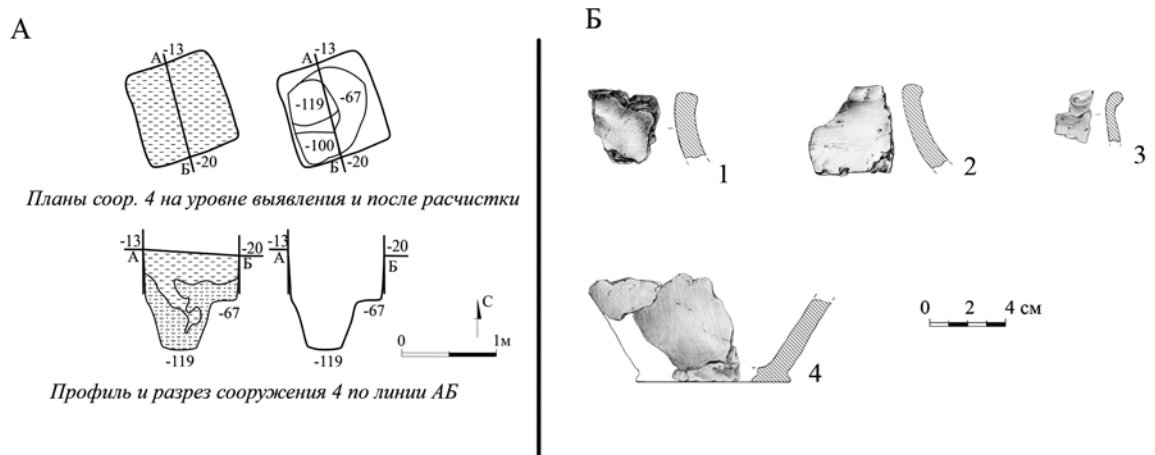 А
-13
А
Б
-20
-13
А
-119
-67
-100
Б
-20
Планы соор. 4 на уровне выявления и после расчистки
-13
А
-20
Б
-67
-119
-13
А
-20
Б
-67
-119
С
0 1м
Профиль и разрез сооружения 4 по линии АБ
Б
1
2
3
4
0 2 4 см